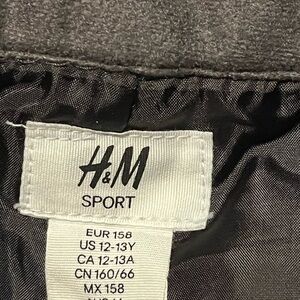 H&M
SPORT
EUR 158
US 12-13Y
CA 12-13A
CN 160/66
MX 158